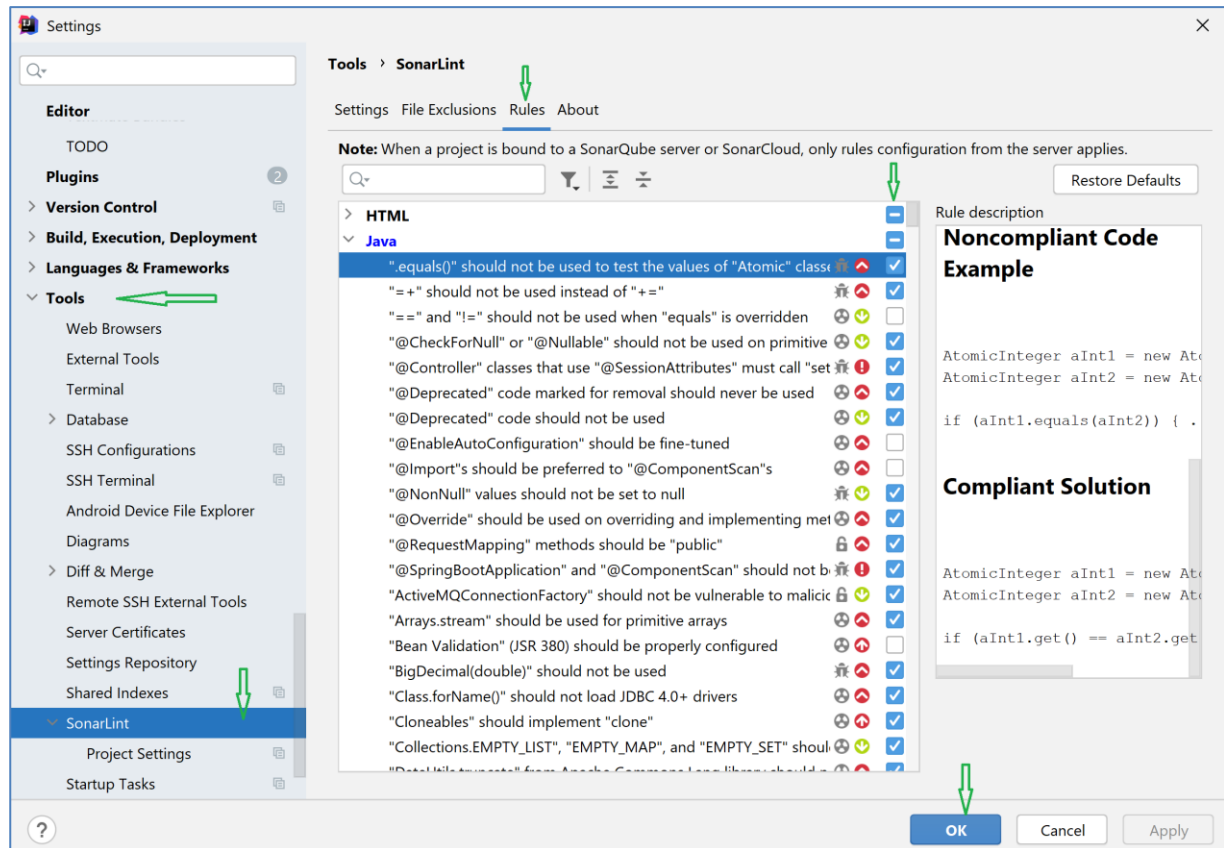 Settings
Tools › SonarLint
Settings File Exclusions Rules About
Note: When a project is bound to a SonarQube server or SonarCloud, only rules configuration from the server applies.
Restore Defaults
Editor
TODO
Plugins 2
Version Control
Build, Execution, Deployment
Languages & Frameworks
Tools
Web Browsers
External Tools
Terminal
Database
SSH Configurations
SSH Terminal
Android Device File Explorer
Diagrams
Diff & Merge
Remote SSH External Tools
Server Certificates
Settings Repository
Shared Indexes
SonarLint
Project Settings
Startup Tasks
HTML
Java
".equals()" should not be used to test the values of "Atomic" classe
"=+" should not be used instead of "+="
"==" and "!=" should not be used when "equals" is overridden
"@CheckForNull" or "@Nullable" should not be used on primitive
"@Controller" classes that use "@SessionAttributes" must call "set
"@Deprecated" code marked for removal should never be used
"@Deprecated" code should not be used
"@EnableAutoConfiguration" should be fine-tuned
"@Import"s should be preferred to "@ComponentScan"s
"@NonNull" values should not be set to null
"@Override" should be used on overriding and implementing met
"@RequestMapping" methods should be "public"
"@SpringBootApplication" and "@ComponentScan" should not b
"ActiveMQConnectionFactory" should not be vulnerable to malicic
"Arrays.stream" should be used for primitive arrays
"Bean Validation" (JSR 380) should be properly configured
"BigDecimal(double)" should not be used
"Class.forName()" should not load JDBC 4.0+ drivers
"Cloneables" should implement "clone"
"Collections.EMPTY_LIST", "EMPTY_MAP", and "EMPTY_SET" shoul
"DateUtils.truncate" from Apache Commons Lang library should n
Rule description
Noncompliant Code
Example
AtomicInteger aInt1 = new Ato
AtomicInteger aInt2 = new Ato
if (aInt1.equals(aInt2)) { .
Compliant Solution
AtomicInteger aInt1 = new Ato
AtomicInteger aInt2 = new Ato
if (aInt1.get() == aInt2.get
?
OK Cancel Apply